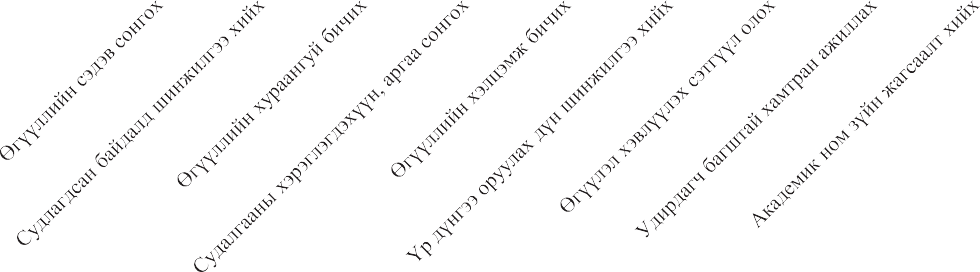 Өгүүллийн сэдэв сонгох
Судлагдсан байдалд шинжилгээ хийх
Өгүүллийн хураангуй бичих
Судалгааны хэрэглэгдэхүүн, аргаа сонгох
Өгүүллийн хэлцэмж бичих
Үр дүнгээ оруулах дүн шинжилгээ хийх
Өгүүлэл хэвлүүлэх сэтгүүл олох
Удирдагч багштай хамтран ажиллах
Академик ном зүйн жагсаалт хийх